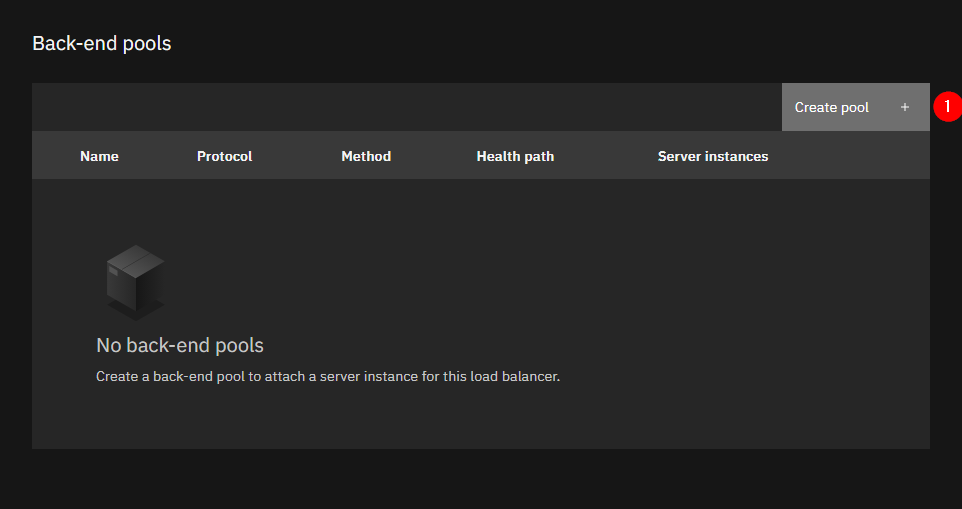 Back-end pools
Create pool +
1
Name Protocol Method Health path Server instances
No back-end pools
Create a back-end pool to attach a server instance for this load balancer.